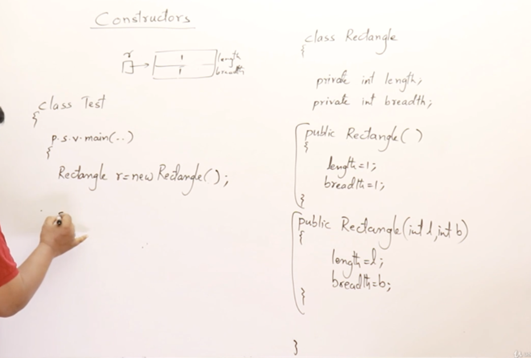 Constructors
r
1
1
length
breadth
class Test
{
p.s.v.main(..)
{
Rectangle r=new Rectangle();
class Rectangle
{
private int length;
private int breadth;
public Rectangle( )
{
length=1;
breadth=1;
}
public Rectangle(int l,int b)
{
length=l;
breadth=b;
}
}